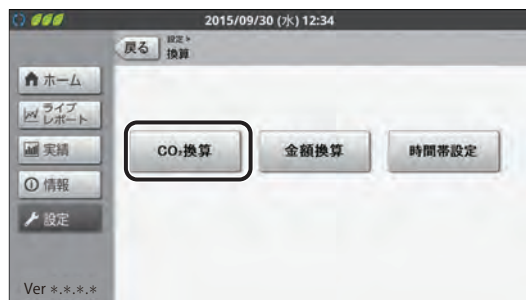 2015/09/30 (水) 12:34
戻る
設定 ▸
換算
ホーム
ライブ
レポート
実績
情報
設定
CO₂換算
金額換算
時間帯設定
Ver *.*.*.*